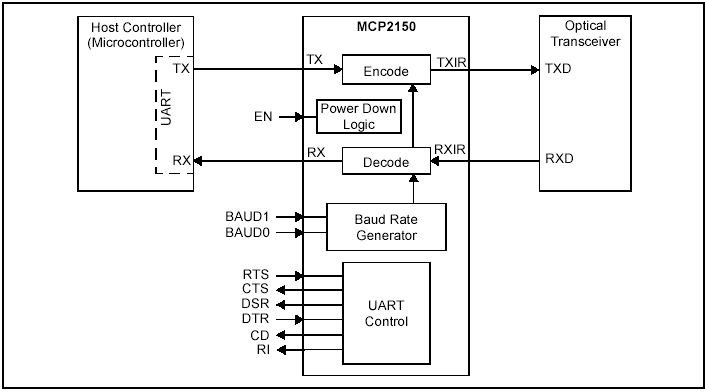 Host Controller
(Microcontroller)
TX
UART
RX
MCP2150
TX
Encode
TXIR
EN
Power Down
Logic
RX
Decode
RXIR
BAUD1
BAUD0
Baud Rate
Generator
RTS
CTS
DSR
DTR
CD
RI
UART
Control
Optical
Transceiver
TXD
RXD